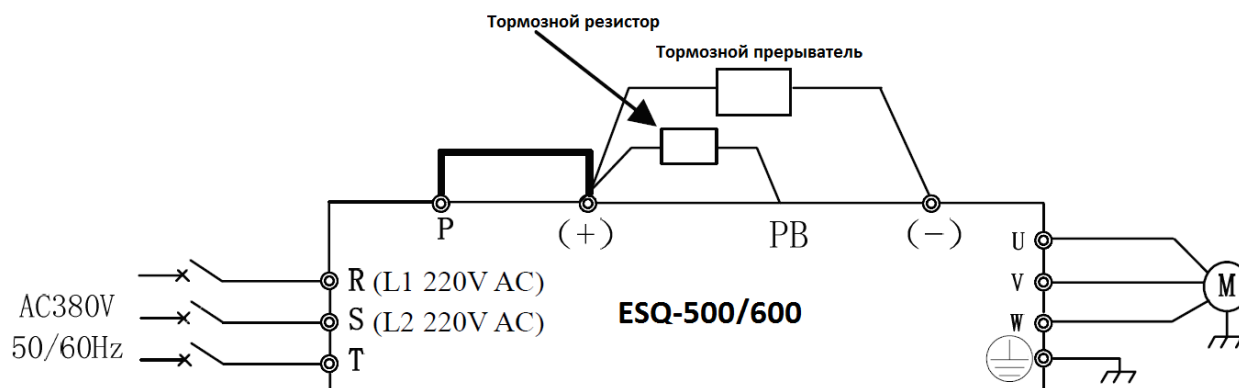 Тормозной резистор
Тормозной прерыватель
P
(+)
PB
(-)
R (L1 220V AC)
S (L2 220V AC)
T
AC380V
50/60Hz
ESQ-500/600
U
V
W
M